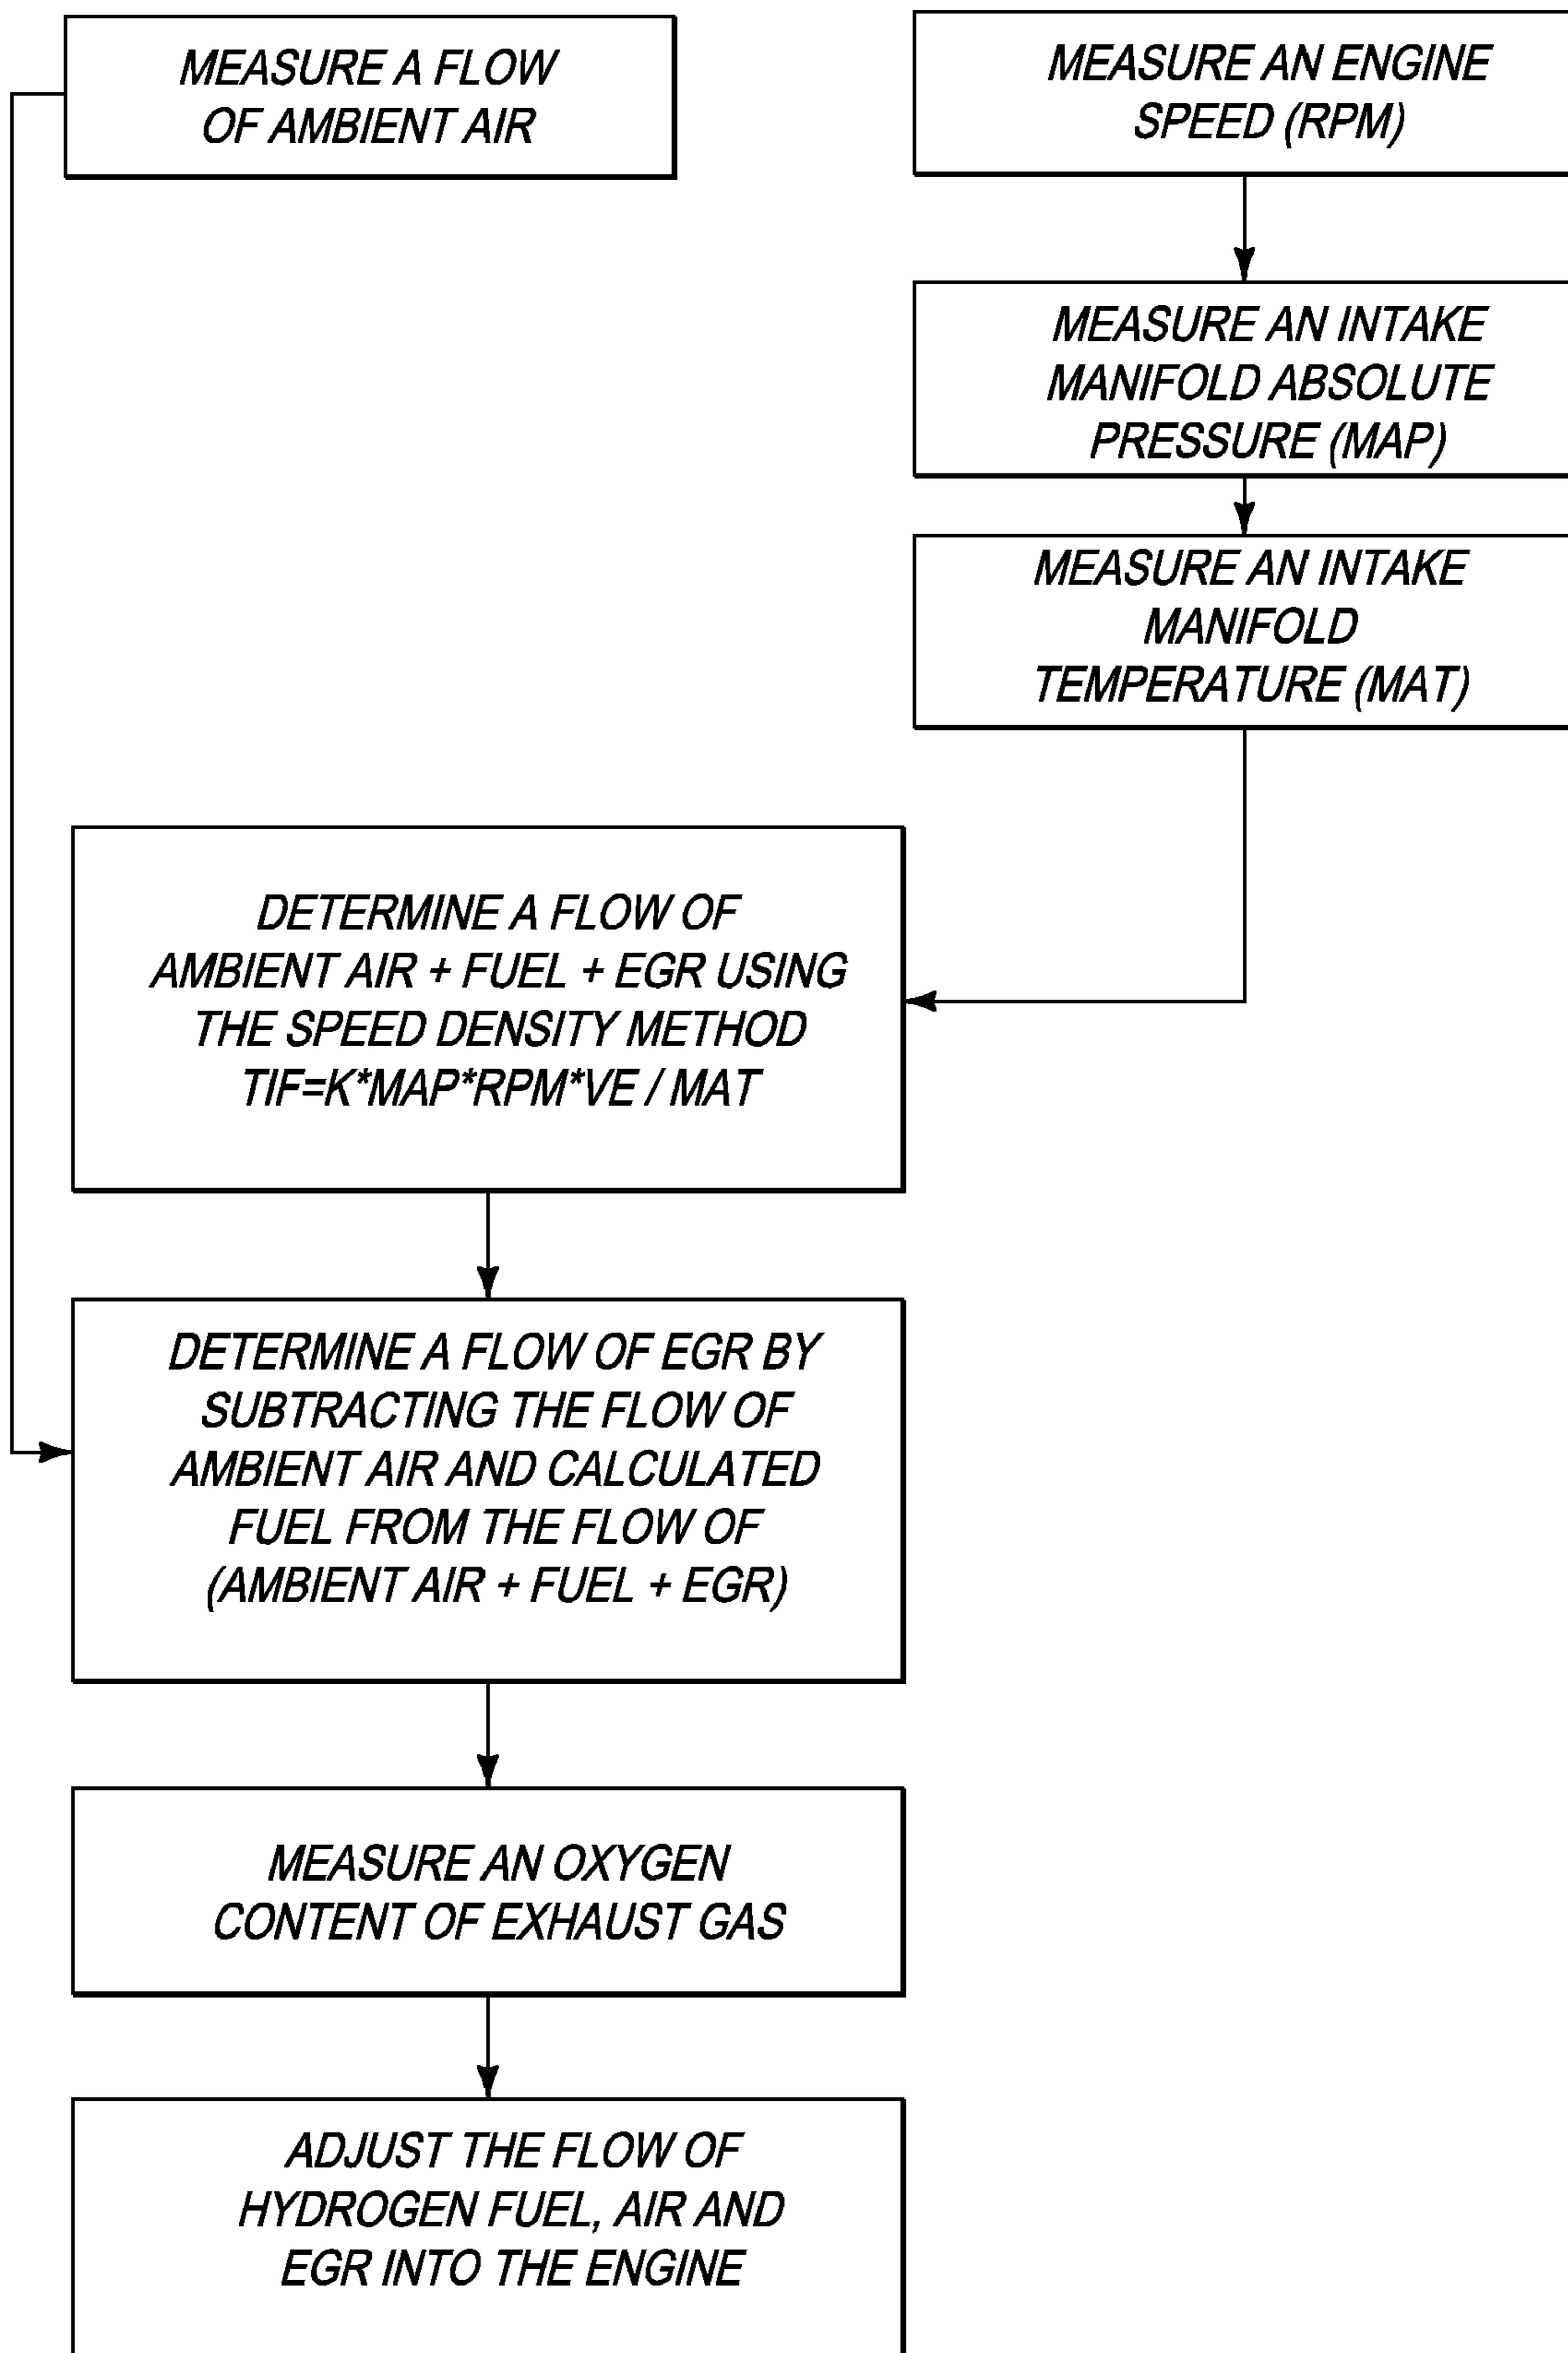 MEASURE A FLOW
OF AMBIENT AIR
MEASURE AN ENGINE
SPEED (RPM)
MEASURE AN INTAKE
MANIFOLD ABSOLUTE
PRESSURE (MAP)
MEASURE AN INTAKE
MANIFOLD
TEMPERATURE (MAT)
DETERMINE A FLOW OF
AMBIENT AIR + FUEL + EGR USING
THE SPEED DENSITY METHOD
TIF=K*MAP*RPM*VE / MAT
DETERMINE A FLOW OF EGR BY
SUBTRACTING THE FLOW OF
AMBIENT AIR AND CALCULATED
FUEL FROM THE FLOW OF
(AMBIENT AIR + FUEL + EGR)
MEASURE AN OXYGEN
CONTENT OF EXHAUST GAS
ADJUST THE FLOW OF
HYDROGEN FUEL, AIR AND
EGR INTO THE ENGINE